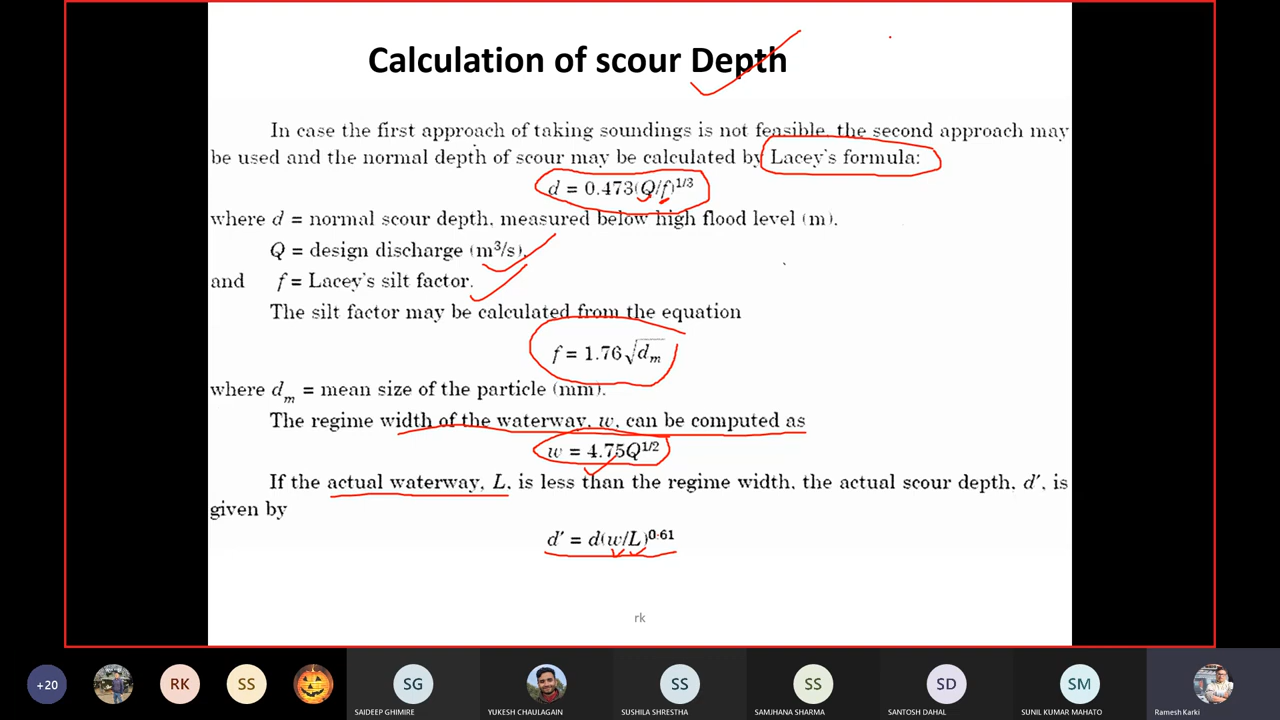 Calculation of scour Depth
In case the first approach of taking soundings is not feasible, the second approach may
be used and the normal depth of scour may be calculated by Lacey's formula:
d = 0.473(Q/f)^1/3
where d = normal scour depth, measured below high flood level (m).
Q = design discharge (m³/s),
and f = Lacey's silt factor.
The silt factor may be calculated from the equation
f = 1.76 √d_m
where d_m = mean size of the particle (mm).
The regime width of the waterway, w, can be computed as
w = 4.75Q^1/2
If the actual waterway, L, is less than the regime width, the actual scour depth, d', is
given by
d' = d(w/L)^0.61
rk
+20 RK SS SG SS SS SD SM
SAIDEEP GHIMIRE YUKESH CHAULAGAIN SUSHILA SHRESTHA SAMJHANA SHARMA SANTOSH DAHAL SUNIL KUMAR MAHATO Ramesh Karki